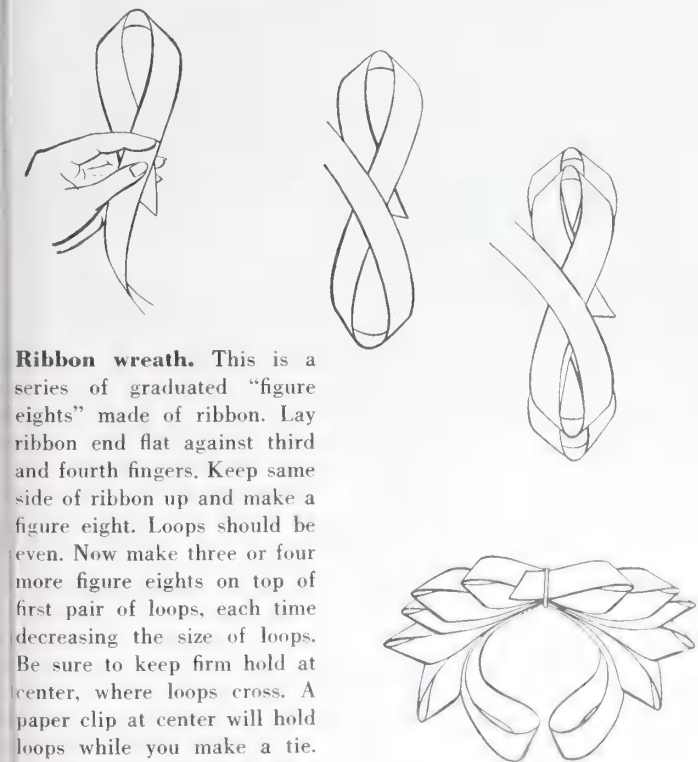 Ribbon wreath. This is a
series of graduated "figure
eights" made of ribbon. Lay
ribbon end flat against third
and fourth fingers. Keep same
side of ribbon up and make a
figure eight. Loops should be
even. Now make three or four
more figure eights on top of
first pair of loops, each time
decreasing the size of loops.
Be sure to keep firm hold at
center, where loops cross. A
paper clip at center will hold
loops while you make a tie.